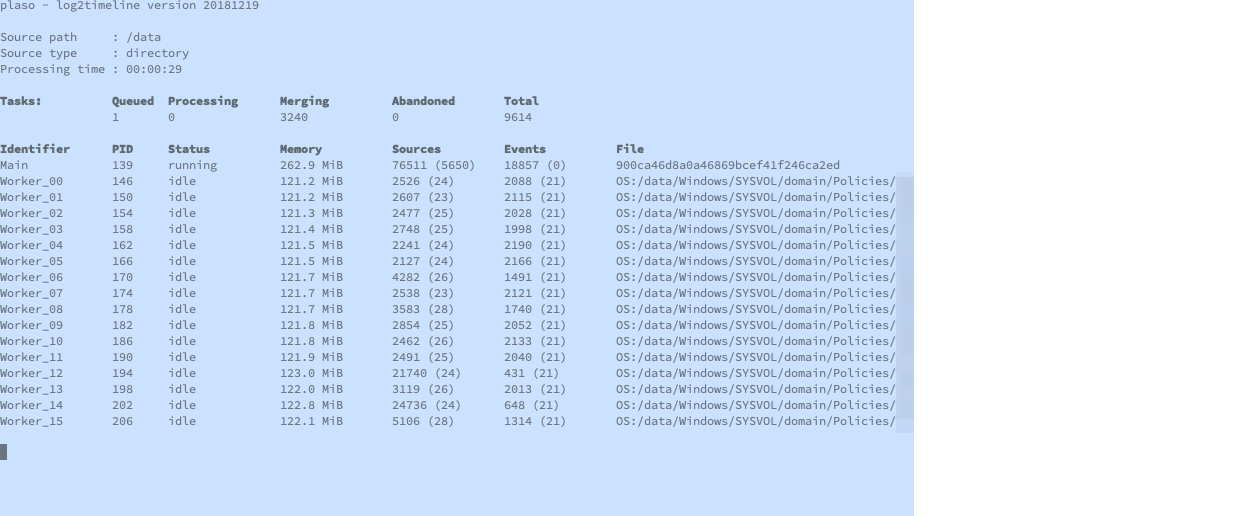 plaso - log2timeline version 20181219
Source path : /data
Source type : directory
Processing time : 00:00:29
Tasks: Queued Processing Merging Abandoned Total
1 0 3240 0 9614
Identifier PID Status Memory Sources Events File
Main 139 running 262.9 MiB 76511 (5650) 18857 (0) 900ca46d8a0a46869bcef41f246ca2ed
Worker_00 146 idle 121.2 MiB 2526 (24) 2088 (21) OS:/data/Windows/SYSVOL/domain/Policies/
Worker_01 150 idle 121.2 MiB 2607 (23) 2115 (21) OS:/data/Windows/SYSVOL/domain/Policies/
Worker_02 154 idle 121.3 MiB 2477 (25) 2028 (21) OS:/data/Windows/SYSVOL/domain/Policies/
Worker_03 158 idle 121.4 MiB 2748 (25) 1998 (21) OS:/data/Windows/SYSVOL/domain/Policies/
Worker_04 162 idle 121.5 MiB 2241 (24) 2190 (21) OS:/data/Windows/SYSVOL/domain/Policies/
Worker_05 166 idle 121.5 MiB 2127 (24) 2166 (21) OS:/data/Windows/SYSVOL/domain/Policies/
Worker_06 170 idle 121.7 MiB 4282 (26) 1491 (21) OS:/data/Windows/SYSVOL/domain/Policies/
Worker_07 174 idle 121.7 MiB 2538 (23) 2121 (21) OS:/data/Windows/SYSVOL/domain/Policies/
Worker_08 178 idle 121.7 MiB 3583 (28) 1740 (21) OS:/data/Windows/SYSVOL/domain/Policies/
Worker_09 182 idle 121.8 MiB 2854 (25) 2052 (21) OS:/data/Windows/SYSVOL/domain/Policies/
Worker_10 186 idle 121.8 MiB 2462 (26) 2133 (21) OS:/data/Windows/SYSVOL/domain/Policies/
Worker_11 190 idle 121.9 MiB 2491 (25) 2040 (21) OS:/data/Windows/SYSVOL/domain/Policies/
Worker_12 194 idle 123.0 MiB 21740 (24) 431 (21) OS:/data/Windows/SYSVOL/domain/Policies/
Worker_13 198 idle 122.0 MiB 3119 (26) 2013 (21) OS:/data/Windows/SYSVOL/domain/Policies/
Worker_14 202 idle 122.8 MiB 24736 (24) 648 (21) OS:/data/Windows/SYSVOL/domain/Policies/
Worker_15 206 idle 122.1 MiB 5106 (28) 1314 (21) OS:/data/Windows/SYSVOL/domain/Policies/